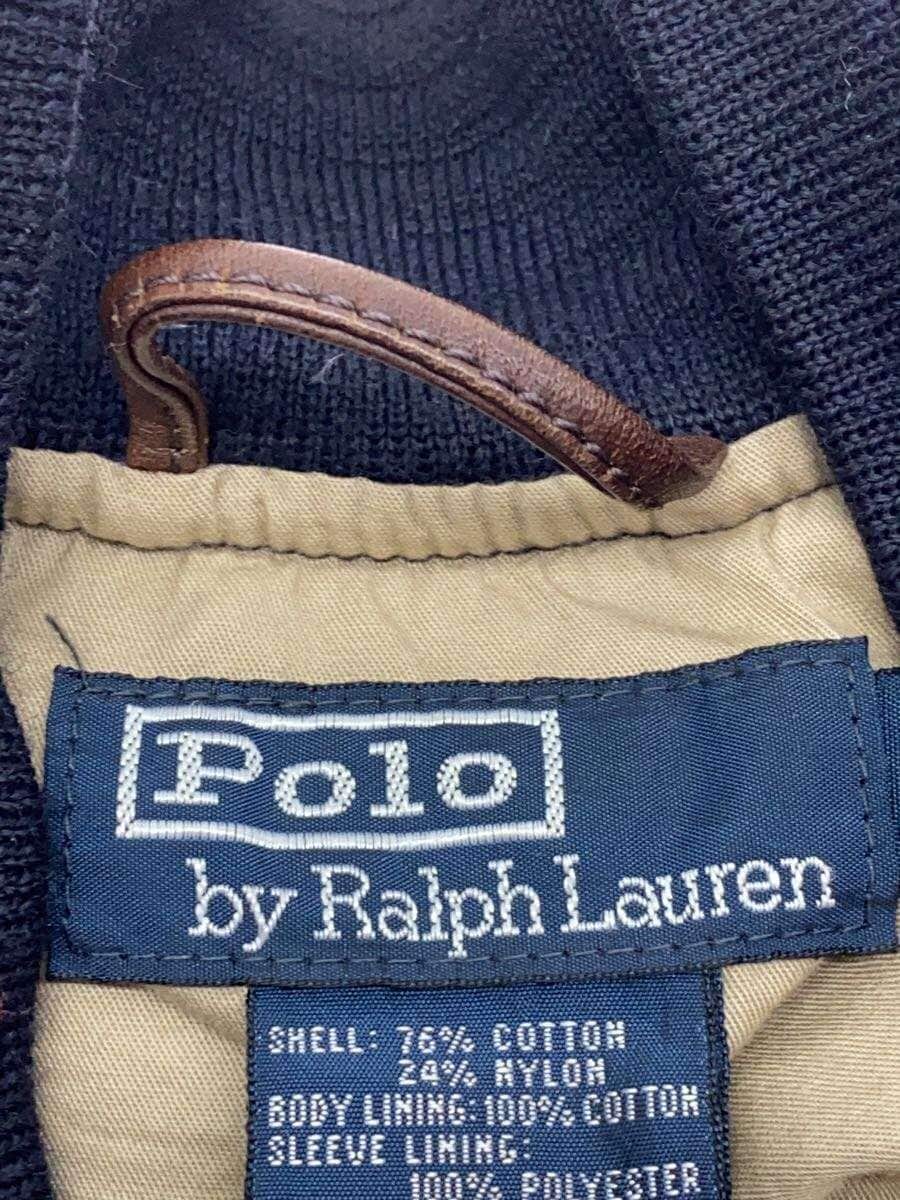 Polo
by Ralph Lauren
SHELL: 76% COTTON
24% NYLON
BODY LINING: 100% COTTON
SLEEVE LINING:
100% POLYESTER